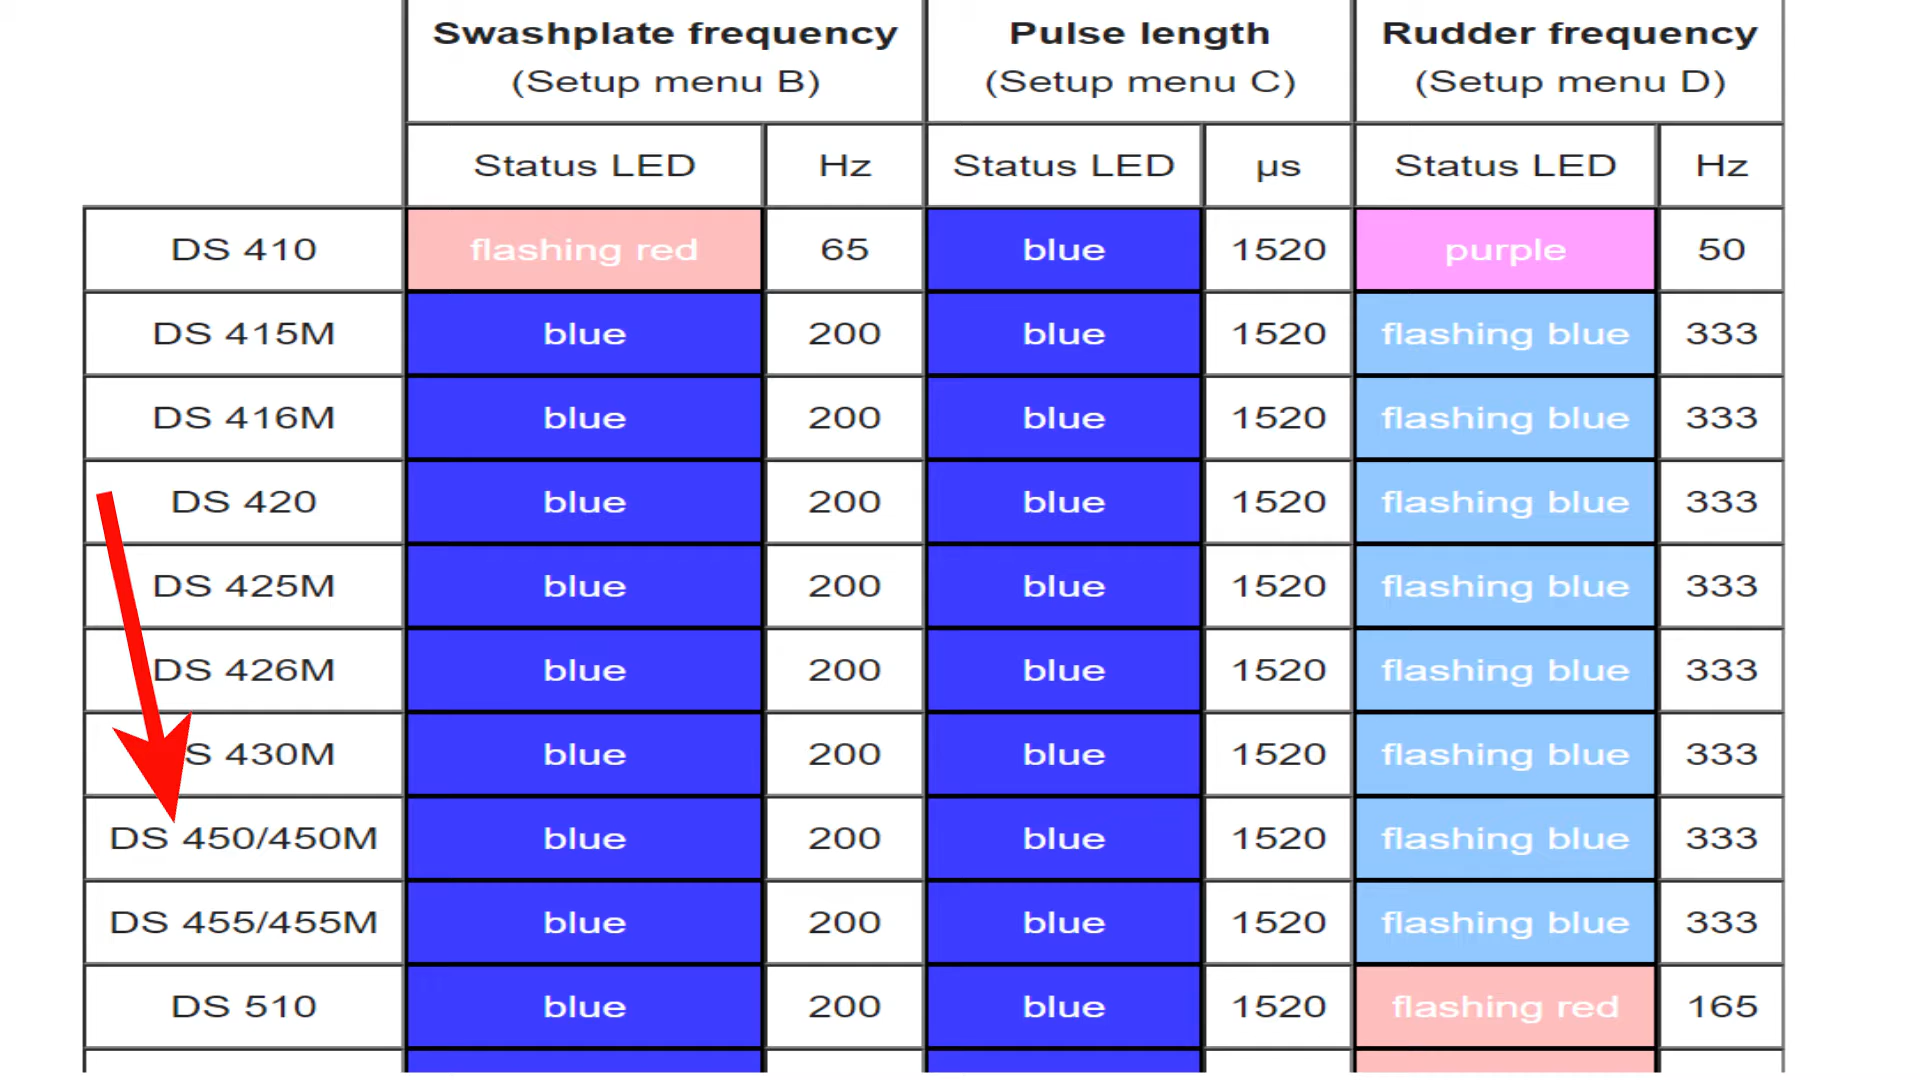 Swashplate frequency Pulse length Rudder frequency
(Setup menu B) (Setup menu C) (Setup menu D)
Status LED Hz Status LED µs Status LED Hz
DS 410 flashing red 65 blue 1520 purple 50
DS 415M blue 200 blue 1520 flashing blue 333
DS 416M blue 200 blue 1520 flashing blue 333
DS 420 blue 200 blue 1520 flashing blue 333
DS 425M blue 200 blue 1520 flashing blue 333
DS 426M blue 200 blue 1520 flashing blue 333
S 430M blue 200 blue 1520 flashing blue 333
DS 450/450M blue 200 blue 1520 flashing blue 333
DS 455/455M blue 200 blue 1520 flashing blue 333
DS 510 blue 200 blue 1520 flashing red 165